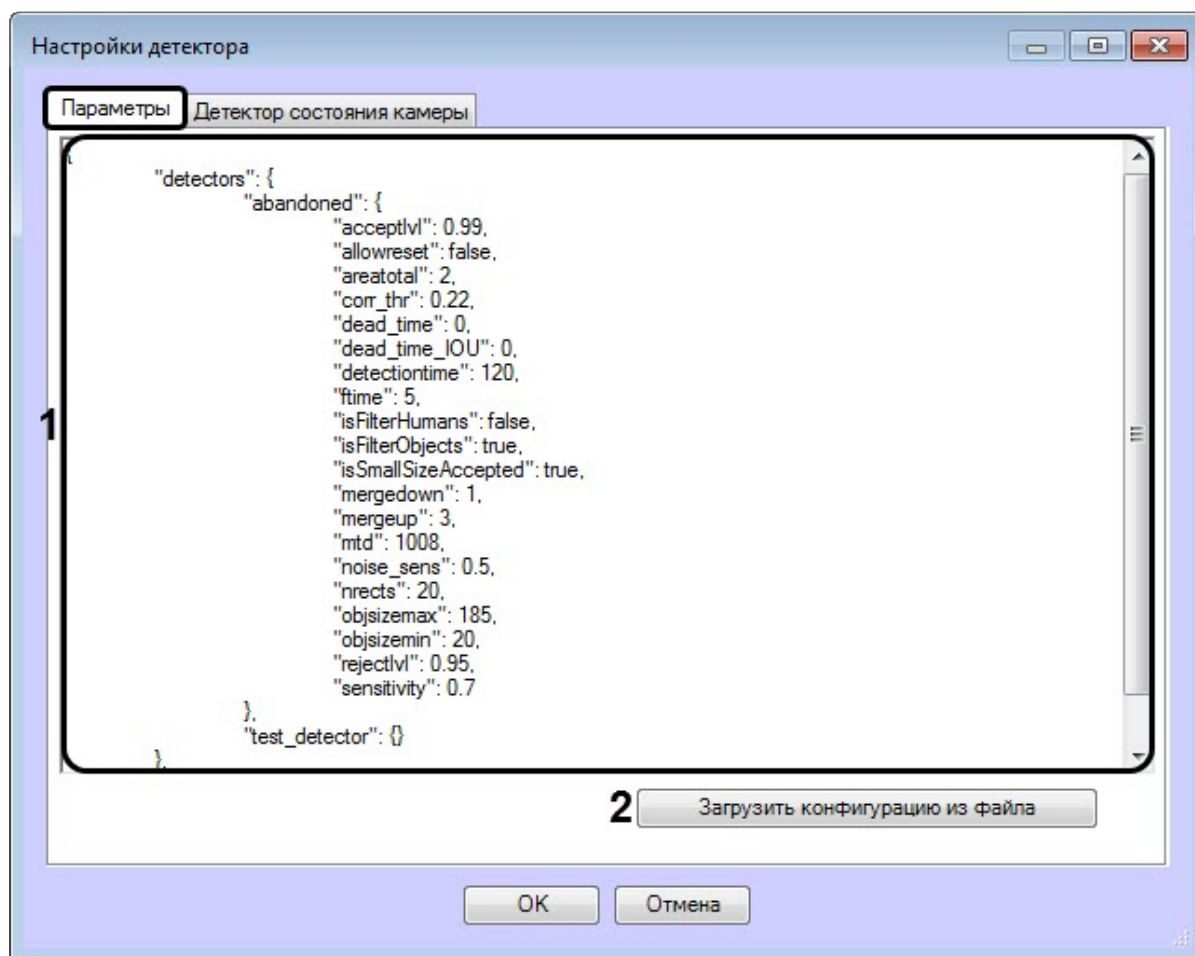 Настройки детектора
Параметры
Детектор состояния камеры
{
"detectors": {
"abandoned": {
"acceptlvl": 0.99,
"allowreset": false,
"areatotal": 2,
"corr_thr": 0.22,
"dead_time": 0,
"dead_time_IOU": 0,
"detectiontime": 120,
"ftime": 5,
1
"isFilterHumans": false,
"isFilterObjects": true,
"isSmallSizeAccepted": true,
"mergedown": 1,
"mergeup": 3,
"mtd": 1008,
"noise_sens": 0.5,
"nrects": 20,
"objsizemax": 185,
"objsizemin": 20,
"rejectlvl": 0.95,
"sensitivity": 0.7
},
"test_detector": {}
},
2
Загрузить конфигурацию из файла
OK
Отмена